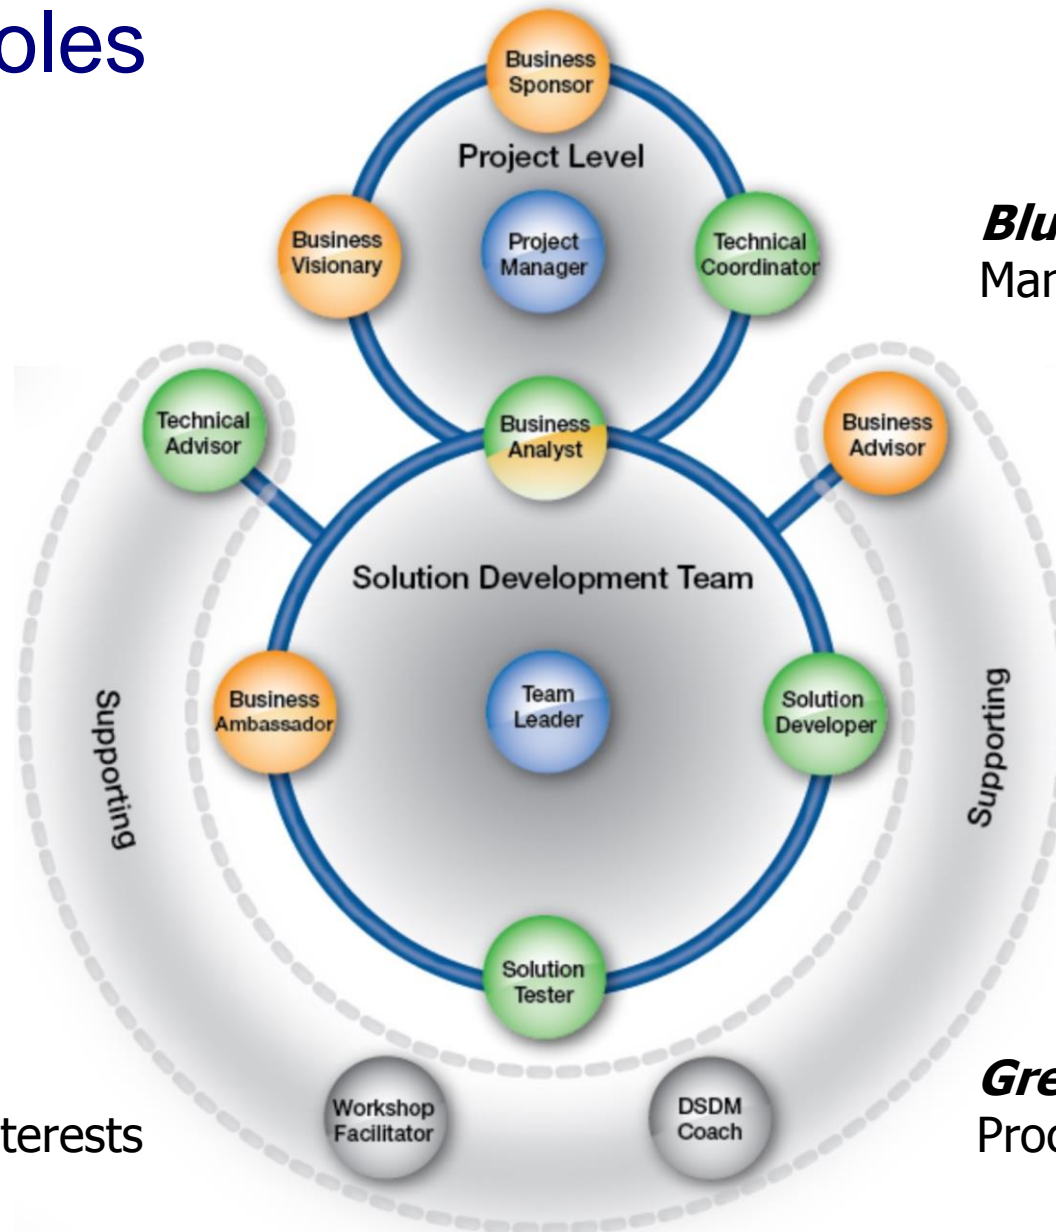 oles
Business
Sponsor
Project Level
Business
Visionary
Project
Manager
Technical
Coordinator
Blu
Mar
Technical
Advisor
Business
Analyst
Business
Advisor
Solution Development Team
Supporting
Business
Ambassador
Team
Leader
Solution
Developer
Supporting
Solution
Tester
terests
Workshop
Facilitator
DSDM
Coach
Gre
Proc